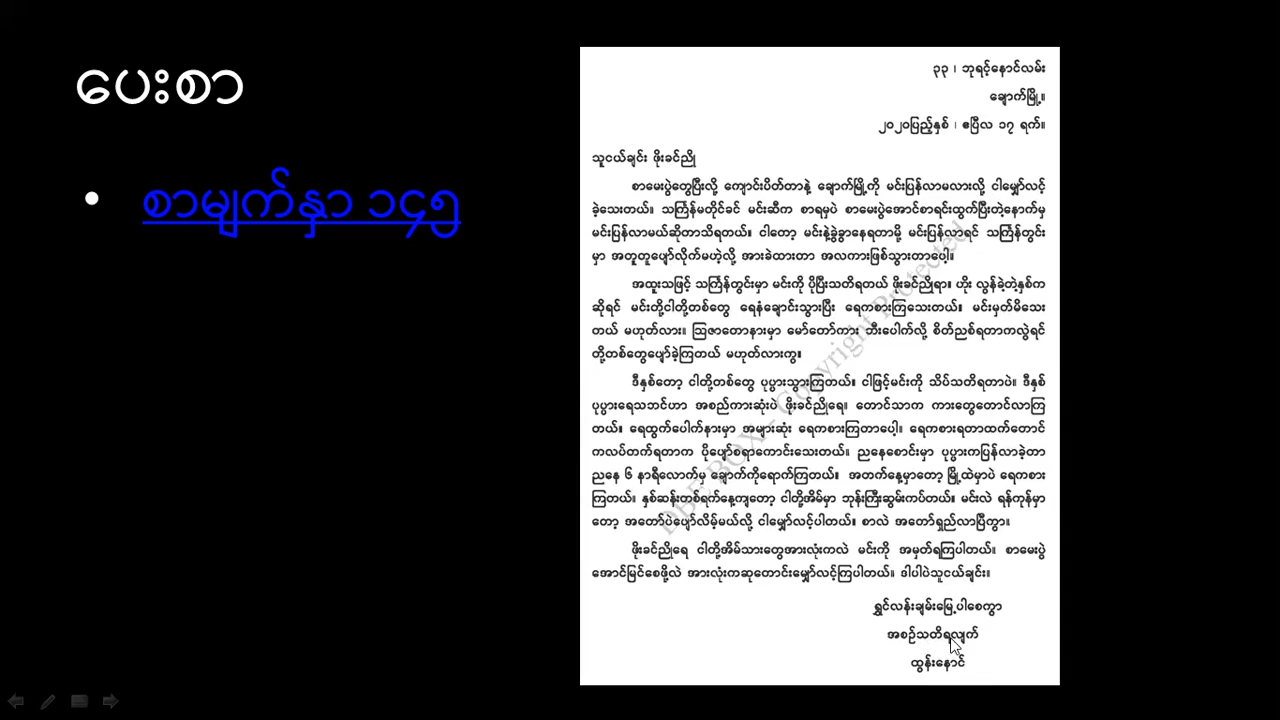 ပေးစာ
• စာမျက်နှာ ၁၄၅
၃၃ ၊ ဘုရင့်နောင်လမ်း
ချောက်မြို့။
၂၀၂၀ပြည့်နှစ် ၊ ဧပြီလ ၁၇ ရက်။
သူငယ်ချင်း ဖိုးခင်ညို
စာမေးပွဲတွေပြီးလို့ ကျောင်းပိတ်တာနဲ့ ချောက်မြို့ကို မင်းပြန်လာမလားလို့ ငါမျှော်လင့်
ခဲ့သေးတယ်။ သင်္ကြန်မတိုင်ခင် မင်းဆီက စာရမှပဲ စာမေးပွဲအောင်စာရင်းထွက်ပြီးတဲ့နောက်မှ
မင်းပြန်လာမယ်ဆိုတာသိရတယ်။ ငါတော့ မင်းနဲ့ခွဲခွာနေရတာမို့ မင်းပြန်လာရင် သင်္ကြန်တွင်း
မှာ အတူတူပျော်လိုက်မဟဲ့လို့ အားခဲထားတာ အလကားဖြစ်သွားတာပေါ့။
အထူးသဖြင့် သင်္ကြန်တွင်းမှာ မင်းကို ပိုပြီးသတိရတယ် ဖိုးခင်ညိုရာ။ ဟိုး လွန်ခဲ့တဲ့နှစ်က
ဆိုရင် မင်းတို့ငါတို့တစ်တွေ ရေနံချောင်းသွားပြီး ရေကစားကြသေးတယ်။ မင်းမှတ်မိသေး
တယ် မဟုတ်လား။ ဩဇာတောနားမှာ မော်တော်ကား ဘီးပေါက်လို့ စိတ်ညစ်ရတာကလွဲရင်
တို့တစ်တွေပျော်ခဲ့ကြတယ် မဟုတ်လားကွ။
ဒီနှစ်တော့ ငါတို့တစ်တွေ ပုပ္ပားသွားကြတယ်။ ငါဖြင့်မင်းကို သိပ်သတိရတာပဲ။ ဒီနှစ်
ပုပ္ပားရေသဘင်ဟာ အစည်ကားဆုံးပဲ ဖိုးခင်ညိုရေ။ တောင်သာက ကားတွေတောင်လာကြ
တယ်။ ရေထွက်ပေါက်နားမှာ အများဆုံး ရေကစားကြတာပေါ့။ ရေကစားရတာထက်တောင်
ကလပ်တက်ရတာက ပိုပျော်စရာကောင်းသေးတယ်။ ညနေစောင်းမှာ ပုပ္ပားကပြန်လာခဲ့တာ
ညနေ ၆ နာရီလောက်မှ ချောက်ကိုရောက်ကြတယ်။ အတက်နေ့မှာတော့ မြို့ထဲမှာပဲ ရေကစား
ကြတယ်။ နှစ်ဆန်းတစ်ရက်နေ့ကျတော့ ငါတို့အိမ်မှာ ဘုန်းကြီးဆွမ်းကပ်တယ်။ မင်းလဲ ရန်ကုန်မှာ
တော့ အတော်ပဲပျော်လိမ့်မယ်လို့ ငါမျှော်လင့်ပါတယ်။ စာလဲ အတော်ရှည်လာပြီကွာ။
ဖိုးခင်ညိုရေ ငါတို့အိမ်သားတွေအားလုံးကလဲ မင်းကို အမှတ်ရကြပါတယ်။ စာမေးပွဲ
အောင်မြင်စေဖို့လဲ အားလုံးကဆုတောင်းမျှော်လင့်ကြပါတယ်။ ဒါပါပဲသူငယ်ချင်း။
ရွှင်လန်းချမ်းမြေ့ပါစေကွာ
အစဉ်သတိရလျက်
ထွန်းနောင်
DBE BOX – Copyright Protected